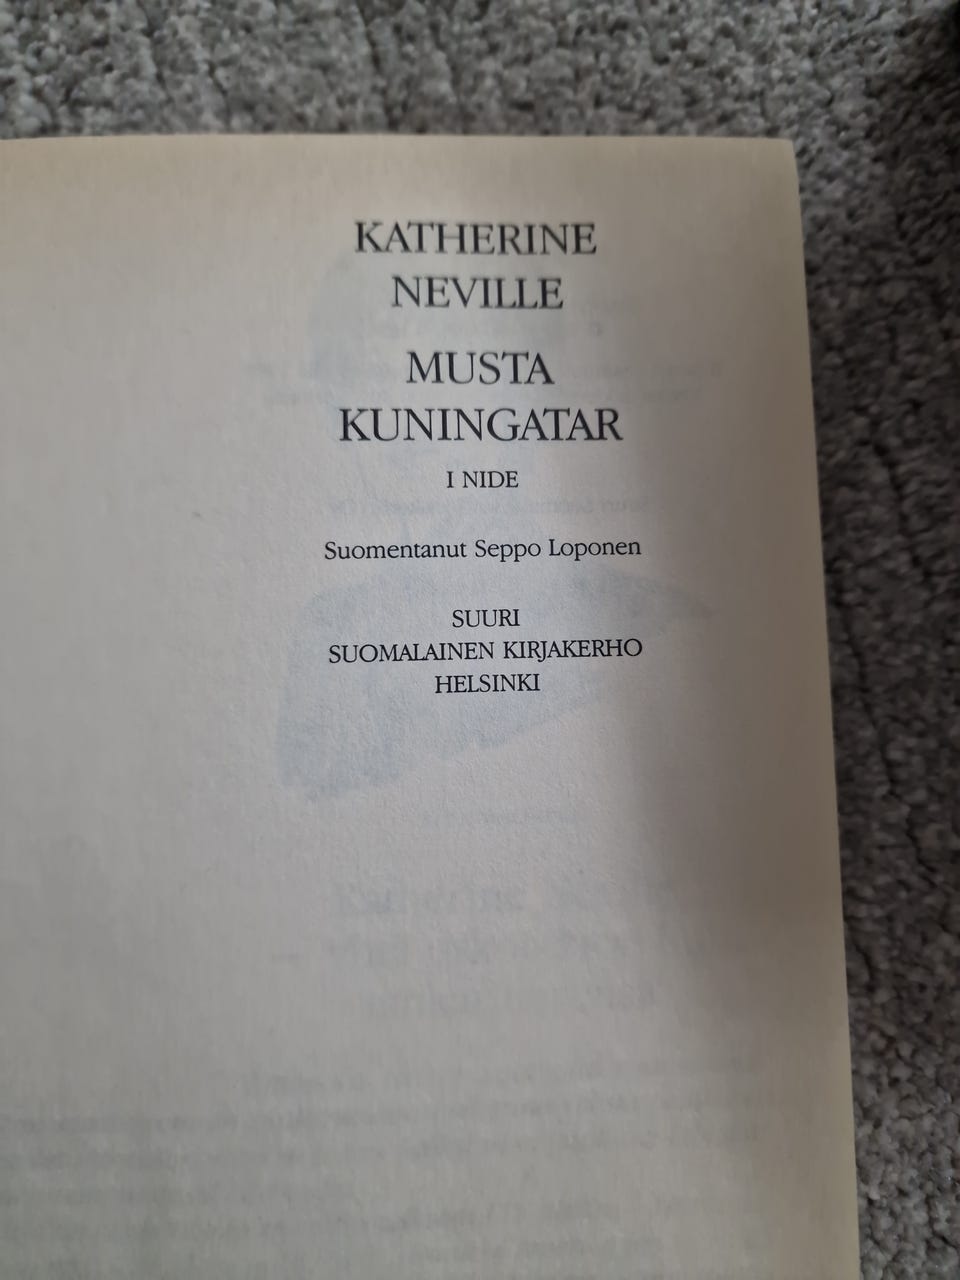 KATHERINE
NEVILLE
MUSTA
KUNINGATAR
I NIDE
Suomentanut Seppo Loponen
SUURI
SUOMALAINEN KIRJAKERHO
HELSINKI